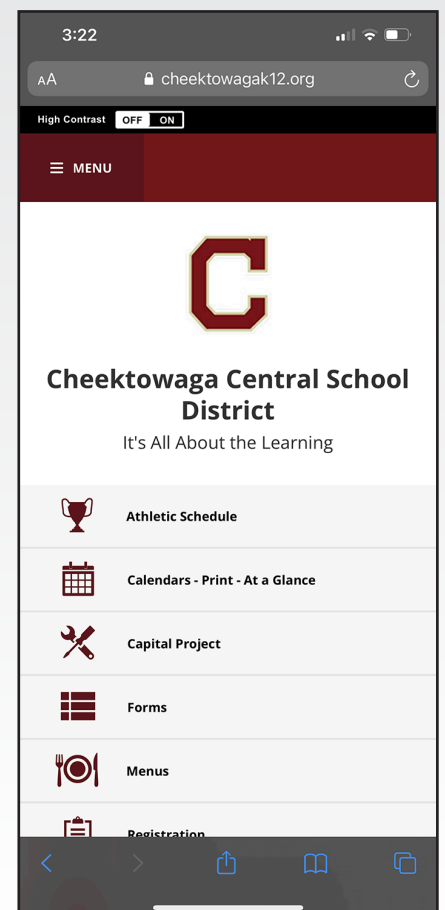 3:22
AA cheektowagak12.org
High Contrast OFF ON
MENU
C
Cheektowaga Central School
District
It's All About the Learning
Athletic Schedule
Calendars - Print - At a Glance
Capital Project
Forms
Menus
Registration